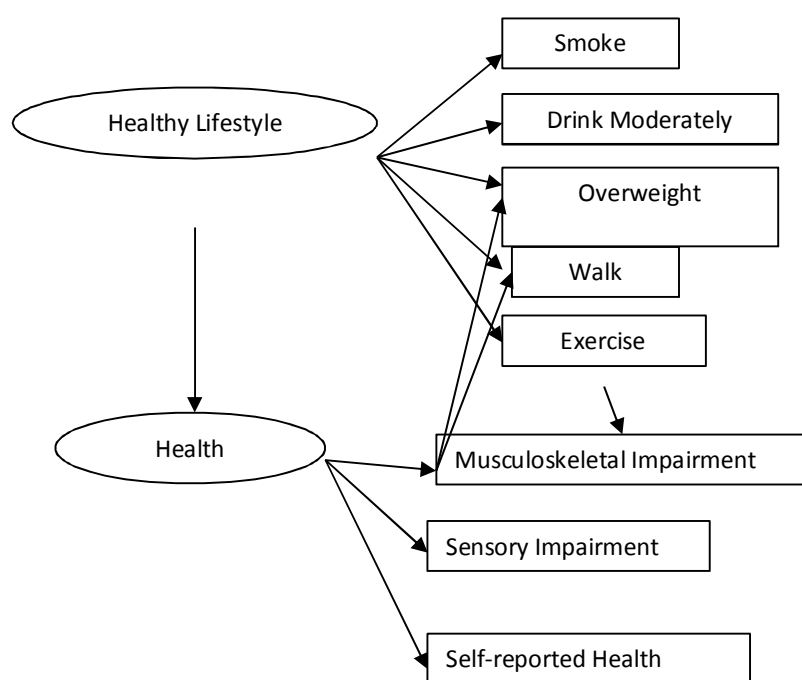 Smoke
Healthy Lifestyle
Drink Moderately
Overweight
Walk
Exercise
Health
Musculoskeletal Impairment
Sensory Impairment
Self-reported Health